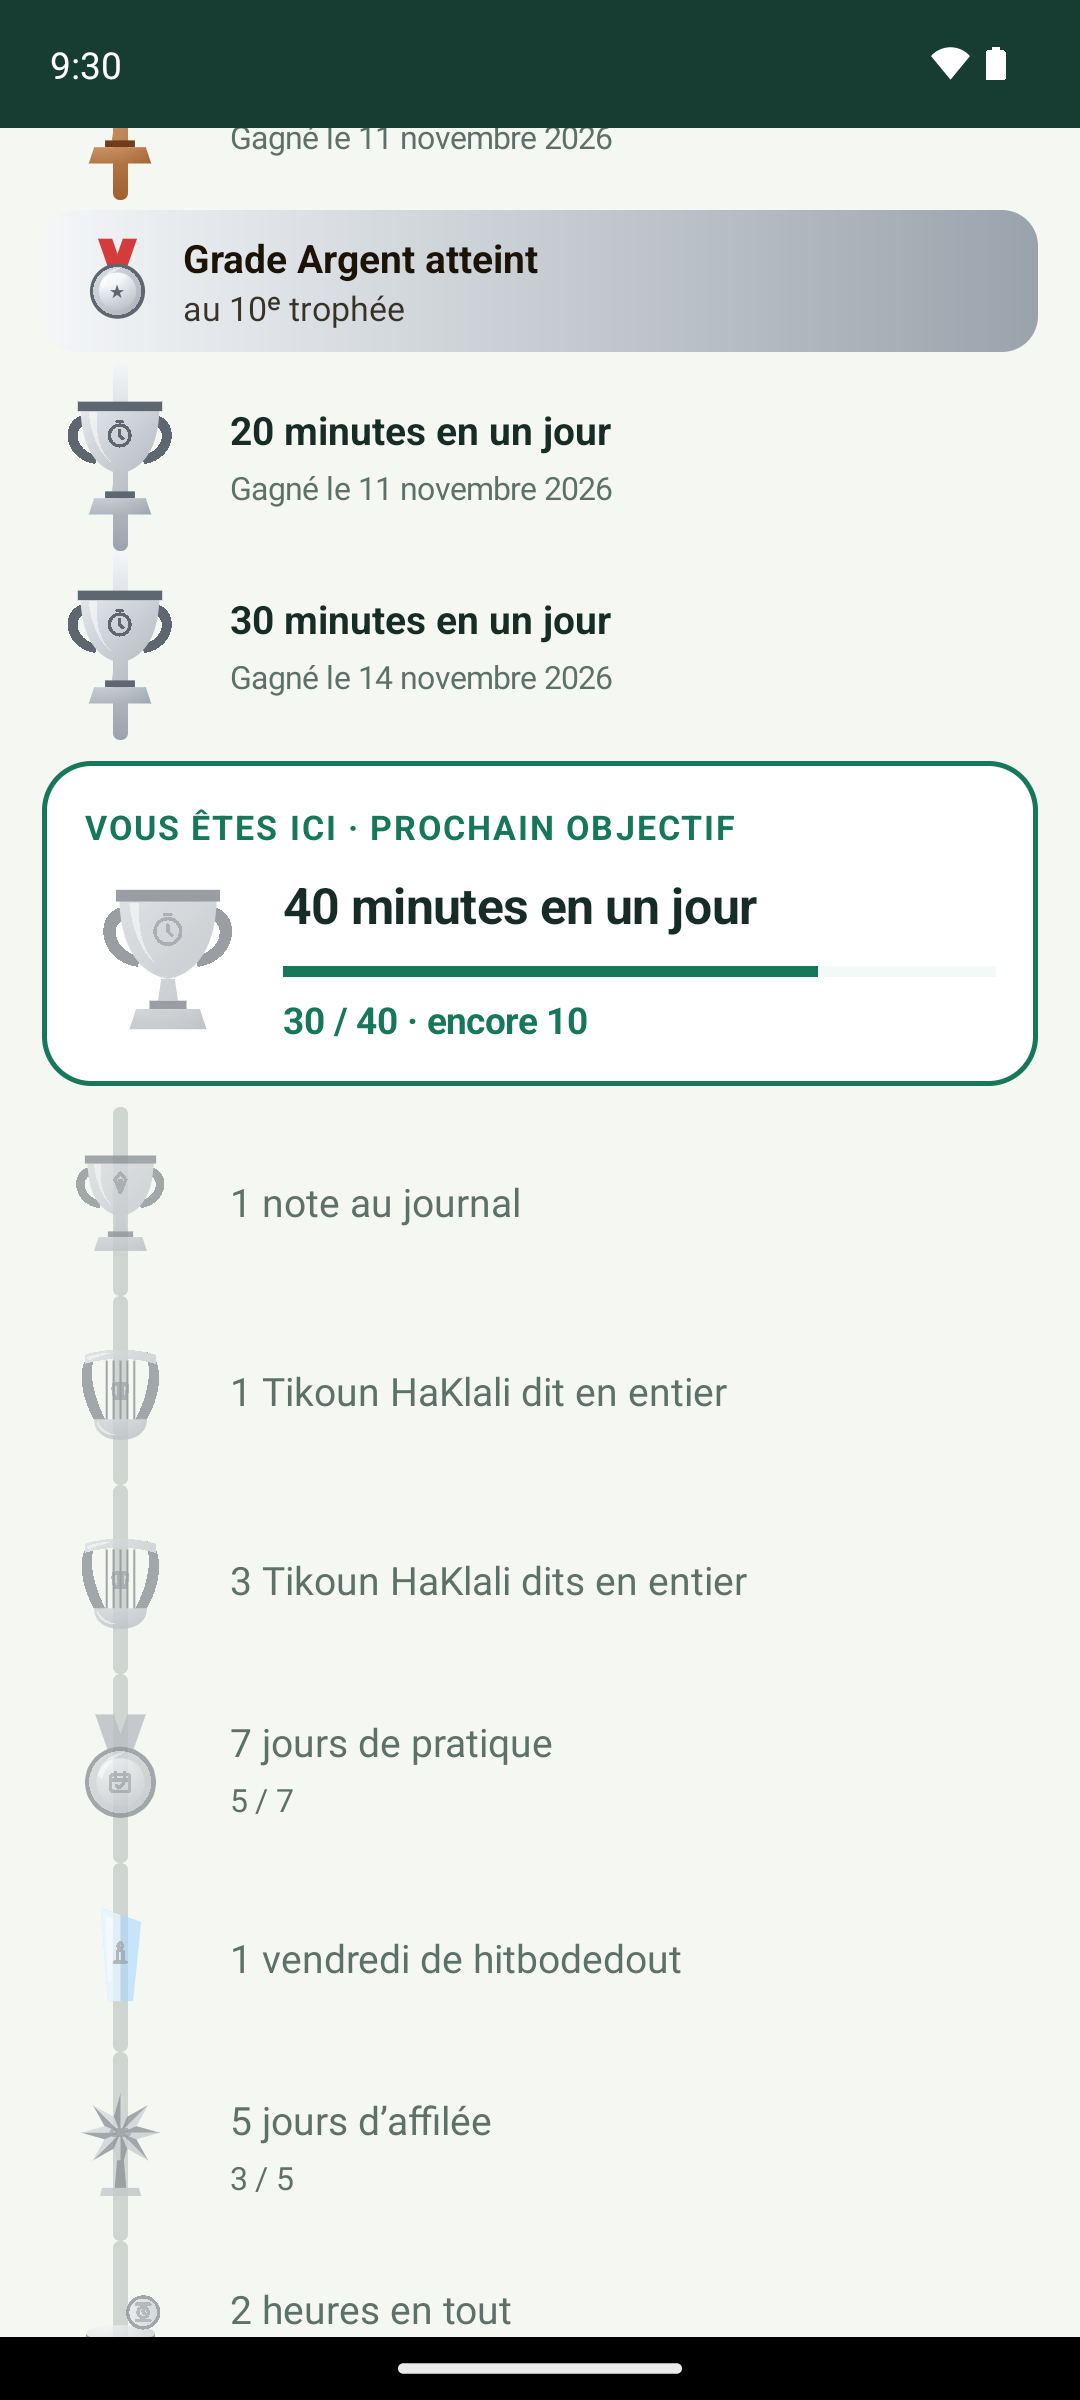 9:30
Gagné le 11 novembre 2026
Grade Argent atteint
au 10ᵉ trophée
20 minutes en un jour
Gagné le 11 novembre 2026
30 minutes en un jour
Gagné le 14 novembre 2026
VOUS ÊTES ICI · PROCHAIN OBJECTIF
40 minutes en un jour
30 / 40 · encore 10
1 note au journal
1 Tikoun HaKlali dit en entier
3 Tikoun HaKlali dits en entier
7 jours de pratique
5 / 7
1 vendredi de hitbodedout
5 jours d’affilée
3 / 5
2 heures en tout